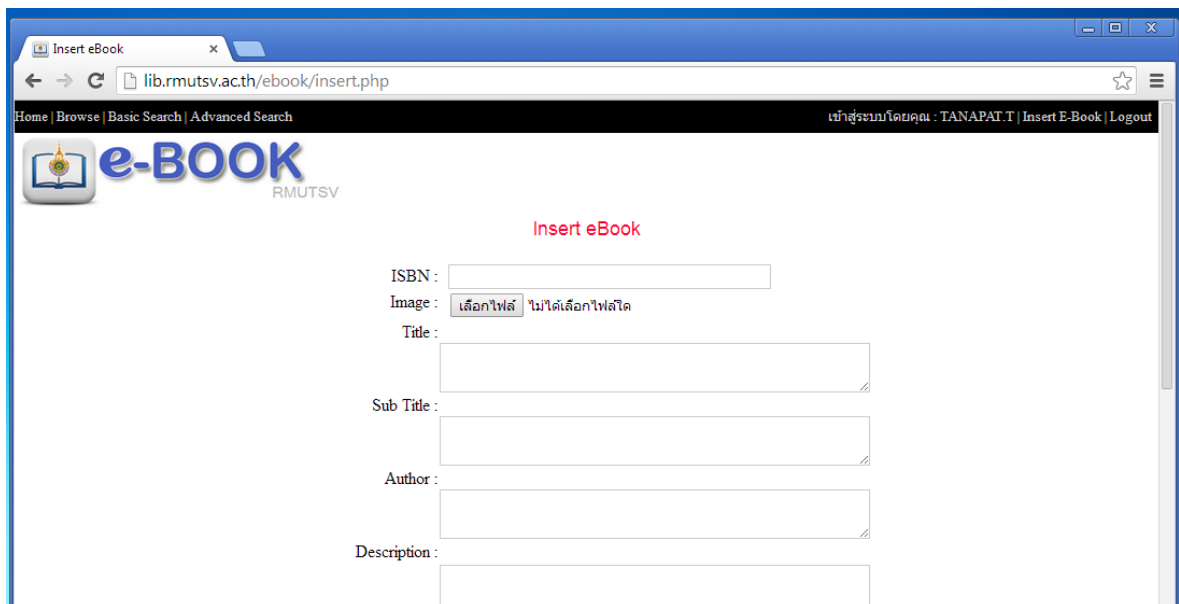 Insert eBook
lib.rmutsv.ac.th/ebook/insert.php
Home | Browse | Basic Search | Advanced Search
เข้าสู่ระบบโดยคุณ : TANAPAT.T | Insert E-Book | Logout
e-BOOK
RMUTSV
Insert eBook
ISBN :
Image : เลือกไฟล์ ไม่ได้เลือกไฟล์ใด
Title :
Sub Title :
Author :
Description :